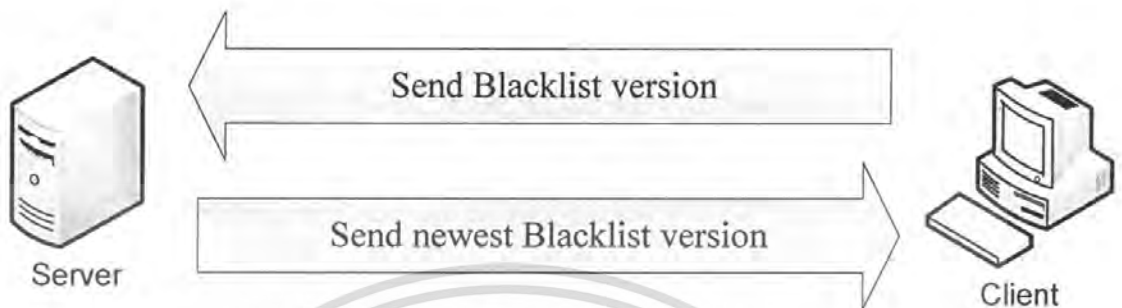 Send Blacklist version
Send newest Blacklist version
Server
Client